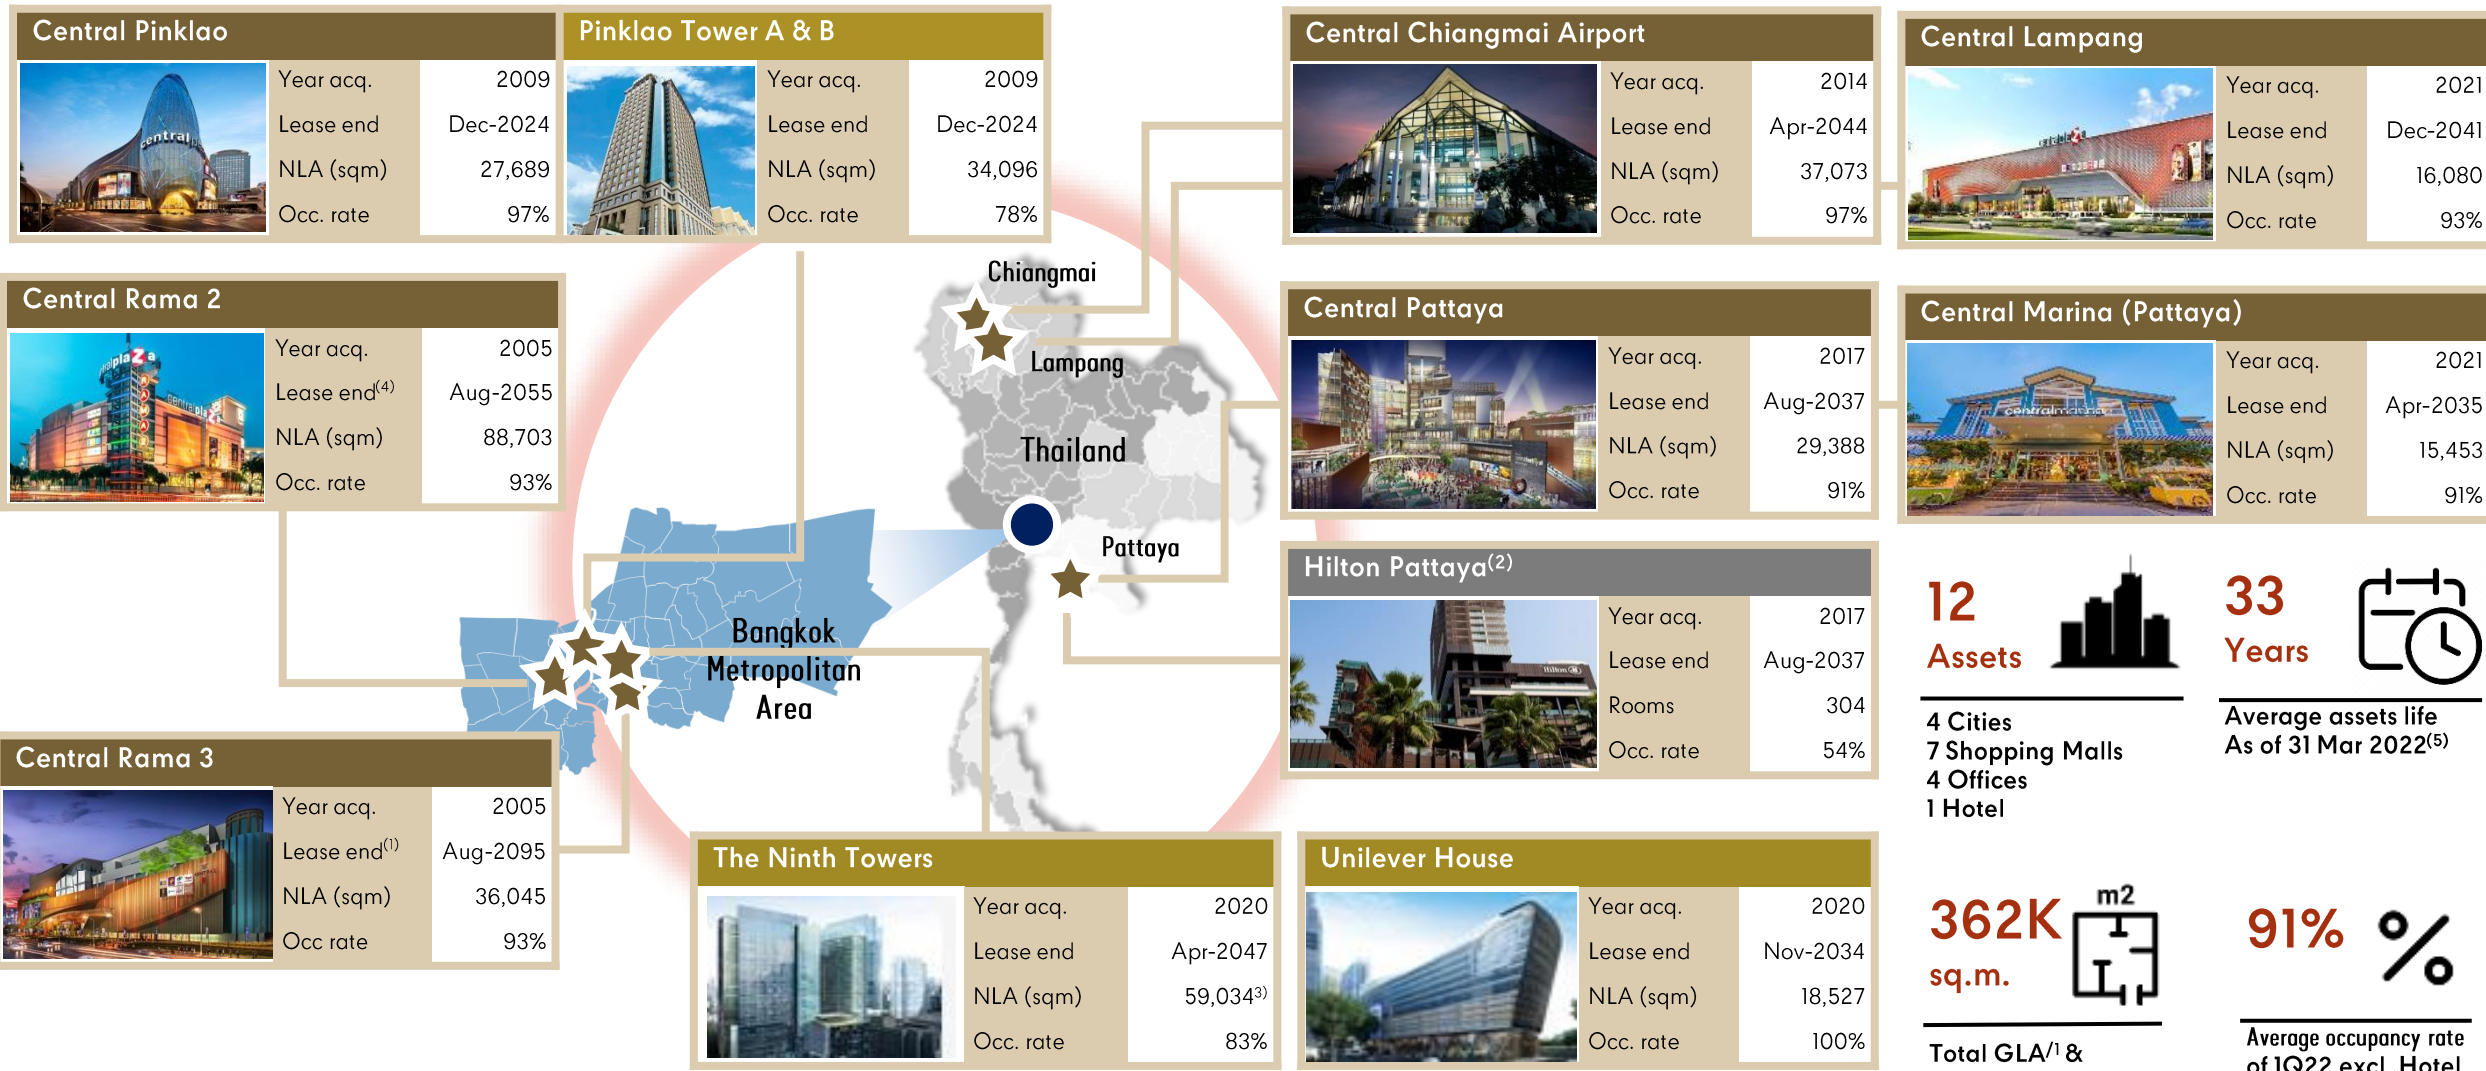 Central Pinklao
Year acq. 2009
Lease end Dec-2024
NLA (sqm) 27,689
Occ. rate 97%
Pinklao Tower A & B
Year acq. 2009
Lease end Dec-2024
NLA (sqm) 34,096
Occ. rate 78%
Central Chiangmai Airport
Year acq. 2014
Lease end Apr-2044
NLA (sqm) 37,073
Occ. rate 97%
Central Lampang
Year acq. 2021
Lease end Dec-2041
NLA (sqm) 16,080
Occ. rate 93%
Central Rama 2
Year acq. 2005
Lease end(4) Aug-2055
NLA (sqm) 88,703
Occ. rate 93%
Chiangmai
Lampang
Thailand
Pattaya
Bangkok
Metropolitan
Area
Central Pattaya
Year acq. 2017
Lease end Aug-2037
NLA (sqm) 29,388
Occ. rate 91%
Central Marina (Pattaya)
Year acq. 2021
Lease end Apr-2035
NLA (sqm) 15,453
Occ. rate 91%
Hilton Pattaya(2)
Year acq. 2017
Lease end Aug-2037
Rooms 304
Occ. rate 54%
12
Assets
4 Cities
7 Shopping Malls
4 Offices
1 Hotel
33
Years
Average assets life
As of 31 Mar 2022(5)
Central Rama 3
Year acq. 2005
Lease end(1) Aug-2095
NLA (sqm) 36,045
Occ rate 93%
The Ninth Towers
Year acq. 2020
Lease end Apr-2047
NLA (sqm) 59,0343)
Occ. rate 83%
Unilever House
Year acq. 2020
Lease end Nov-2034
NLA (sqm) 18,527
Occ. rate 100%
362K
sq.m.
m2
Total GLA/1 &
91%
%
Average occupancy rate
of 1Q22 excl. Hotel